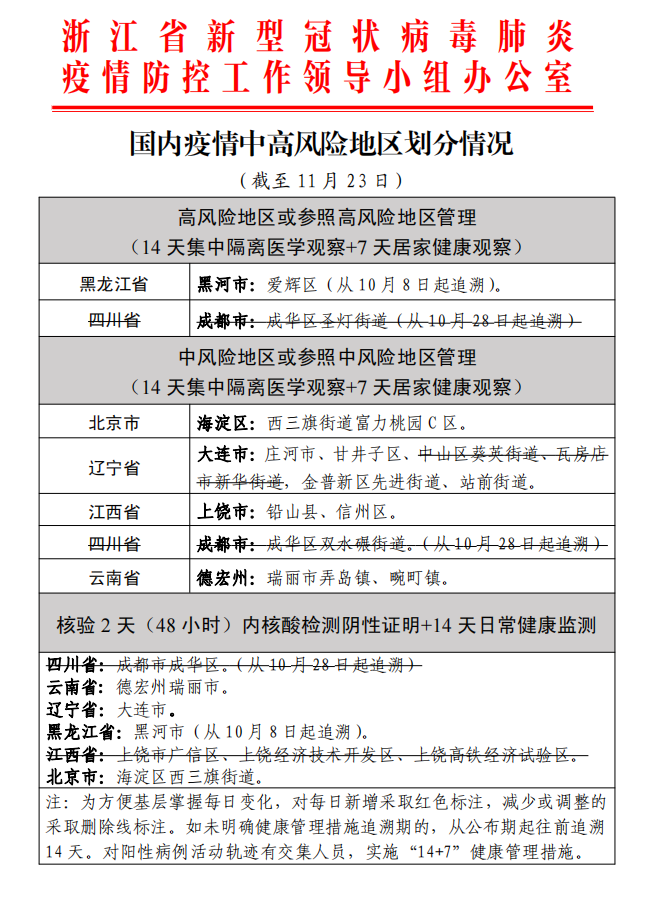 浙江省新型冠状病毒肺炎
疫情防控工作领导小组办公室
国内疫情中高风险地区划分情况
（截至 11 月 23 日）
高风险地区或参照高风险地区管理
（14 天集中隔离医学观察+7 天居家健康观察）
黑龙江省 黑河市：爱辉区（从 10 月 8 日起追溯）。
四川省 成都市：成华区圣灯街道（从 10 月 28 日起追溯）
中风险地区或参照中风险地区管理
（14 天集中隔离医学观察+7 天居家健康观察）
北京市 海淀区：西三旗街道富力桃园 C 区。
辽宁省 大连市：庄河市、甘井子区、中山区葵英街道、瓦房店
市新华街道，金普新区先进街道、站前街道。
江西省 上饶市：铅山县、信州区。
四川省 成都市：成华区双水碾街道。（从 10 月 28 日起追溯）
云南省 德宏州：瑞丽市弄岛镇、畹町镇。
核验 2 天（48 小时）内核酸检测阴性证明+14 天日常健康监测
四川省：成都市成华区。（从 10 月 28 日起追溯）
云南省：德宏州瑞丽市。
辽宁省：大连市。
黑龙江省：黑河市（从 10 月 8 日起追溯）。
江西省：上饶市广信区、上饶经济技术开发区、上饶高铁经济试验区。
北京市：海淀区西三旗街道。
注：为方便基层掌握每日变化，对每日新增采取红色标注，减少或调整的
采取删除线标注。如未明确健康管理措施追溯期的，从公布期起往前追溯
14 天。对阳性病例活动轨迹有交集人员，实施“14+7”健康管理措施。